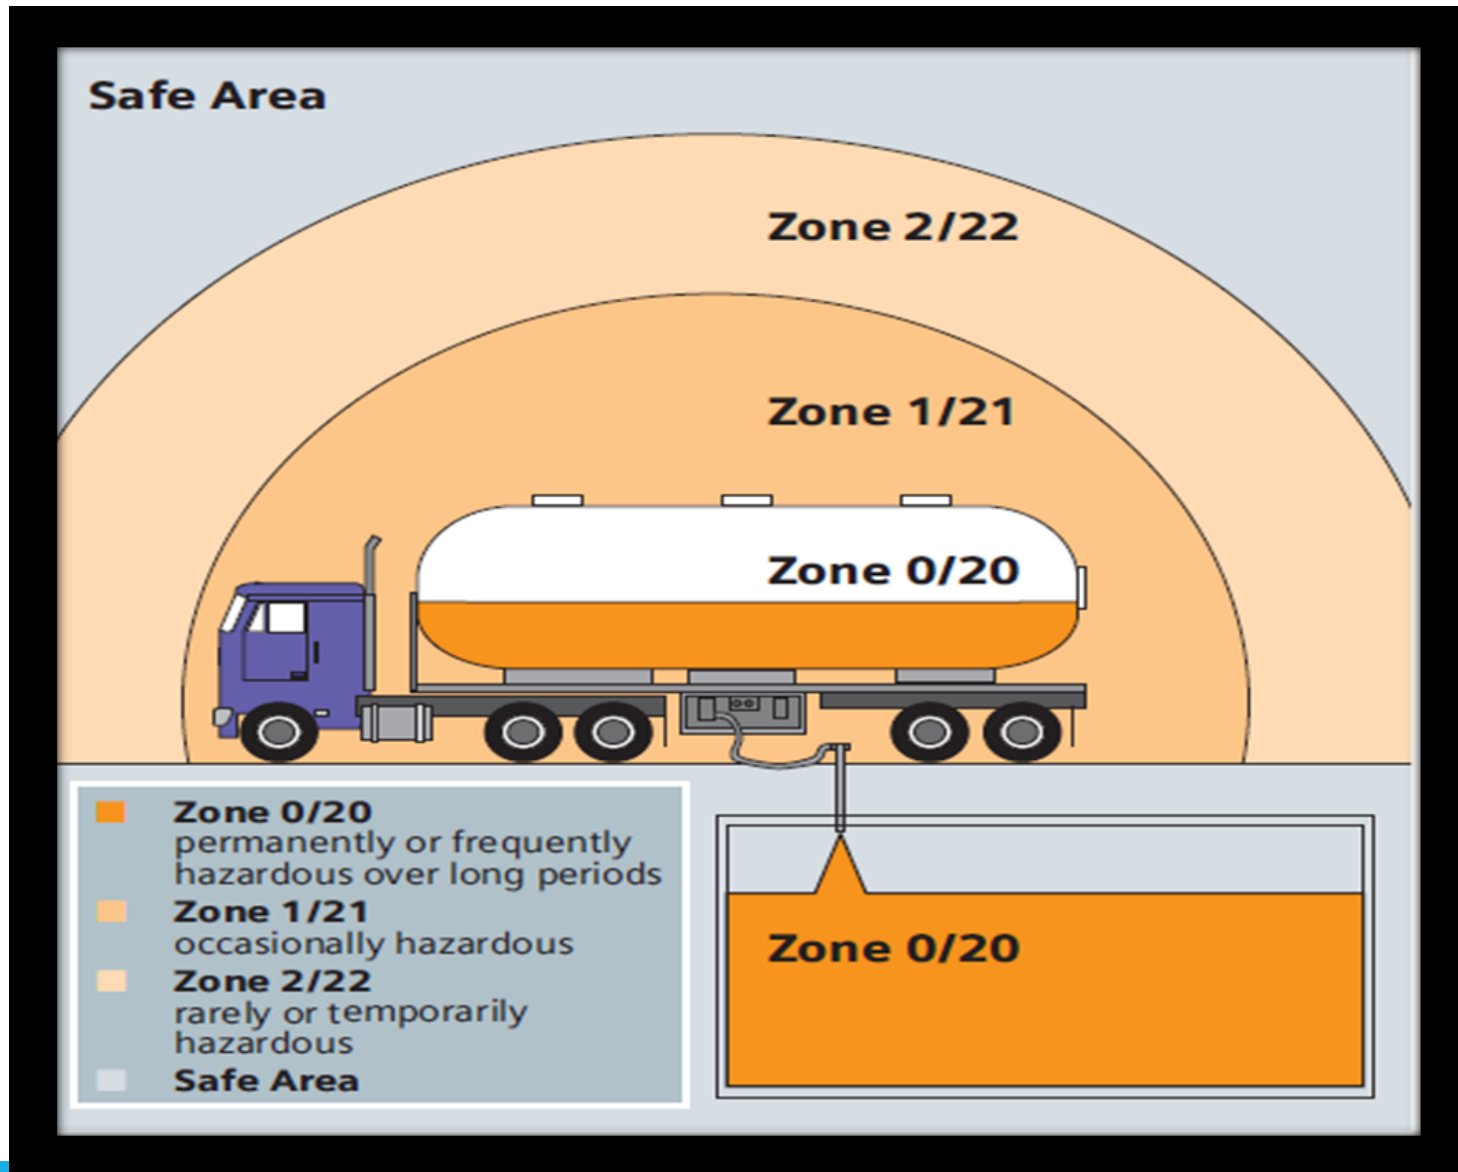 Safe Area
Zone 2/22
Zone 1/21
Zone 0/20
Zone 0/20
permanently or frequently
hazardous over long periods
Zone 1/21
occasionally hazardous
Zone 2/22
rarely or temporarily
hazardous
Safe Area
Zone 0/20